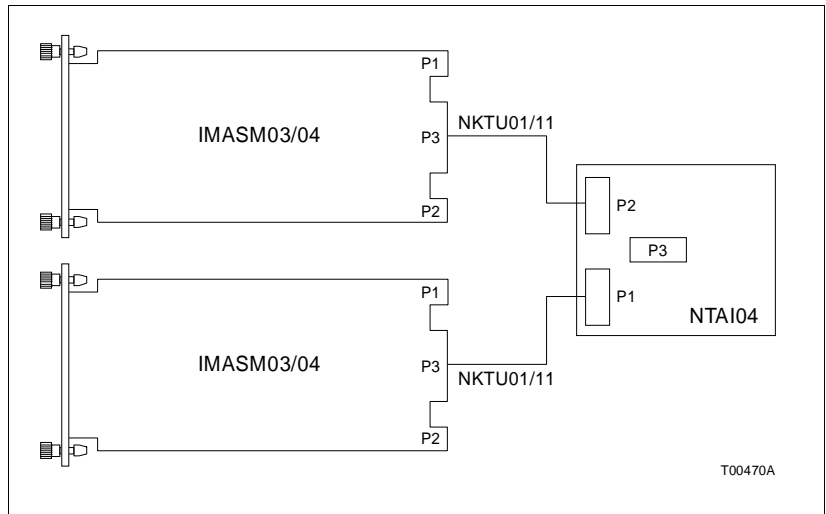 P1
IMASM03/04
P3
NKTU01/11
P2
P2
P3
P1
NTAI04
P1
IMASM03/04
P3
NKTU01/11
P2
T00470A